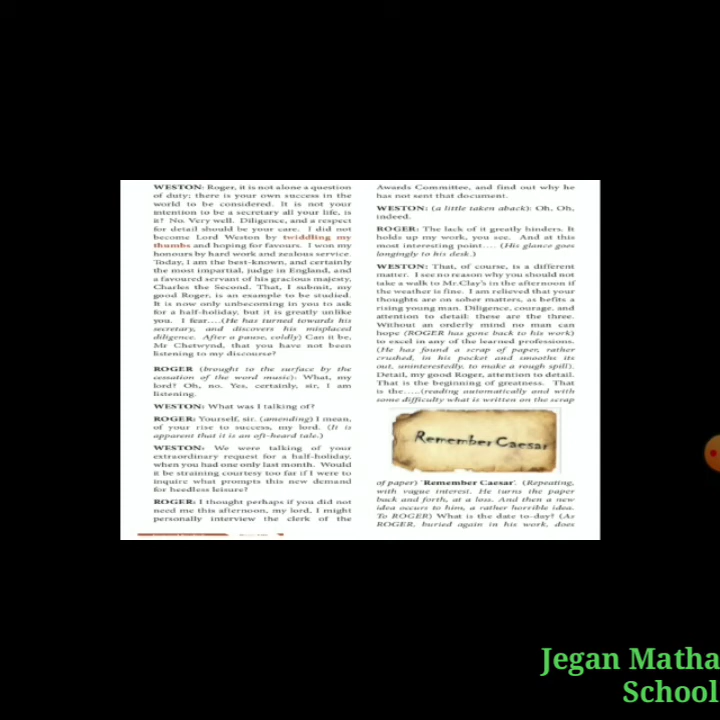 WESTON: Roger, it is not alone a question
of duty; there is your own success in the
world to be considered. It is not your
intention to be a secretary all your life, is
it? No. Very well. Diligence, and a respect
for detail should be your care. I did not
become Lord Weston by twiddling my
thumbs and hoping for favours. I won my
honours by hard work and zealous service.
Today, I am the best-known, and certainly
the most impartial, judge in England, and
a favoured servant of his gracious majesty,
Charles the Second. That, I submit, my
good Roger, is an example to be studied.
It is now only unbecoming in you to ask
for a half-holiday, but it is greatly unlike
you. I fear....(He has turned towards his
secretary, and discovers his misplaced
diligence. After a pause, coldly) Can it be,
Mr Chetwynd, that you have not been
listening to my discourse?
ROGER (brought to the surface by the
cessation of the word music): What, my
lord? Oh, no. Yes, certainly, sir, I am
listening.
WESTON: What was I talking of?
ROGER: Yourself, sir. (amending) I mean,
of your rise to success, my lord. (It is
apparent that it is an oft-heard tale.)
WESTON: We were talking of your
extraordinary request for a half-holiday,
when you had one only last month. Would
it be straining courtesy too far if I were to
inquire what prompts this new demand
for heedless leisure?
ROGER: I thought perhaps if you did not
need me this afternoon, my lord, I might
personally interview the clerk of the
Awards Committee, and find out why he
has not sent that document.
WESTON: (a little taken aback): Oh, Oh,
indeed.
ROGER: The lack of it greatly hinders. It
holds up my work, you see. And at this
most interesting point.... (His glance goes
longingly to his desk.)
WESTON: That, of course, is a different
matter. I see no reason why you should not
take a walk to Mr.Clay's in the afternoon if
the weather is fine. I am relieved that your
thoughts are on sober matters, as befits a
rising young man. Diligence, courage, and
attention to detail: these are the three.
Without an orderly mind no man can
hope (ROGER has gone back to his work)
to excel in any of the learned professions.
(He has found a scrap of paper, rather
crushed, in his pocket and smooths its
out, uninterestedly, to make a rough spill).
Detail, my good Roger, attention to detail.
That is the beginning of greatness. That
is the.....(reading automatically and with
some difficulty what is written on the scrap
Remember Caesar
of paper) 'Remember Caesar'. (Repeating,
with vague interest. He turns the paper
back and forth, at a loss. And then a new
idea occurs to him, a rather horrible idea.
To ROGER) What is the date to-day? (As
ROGER, buried again in his work, does
Jegan Matha
School